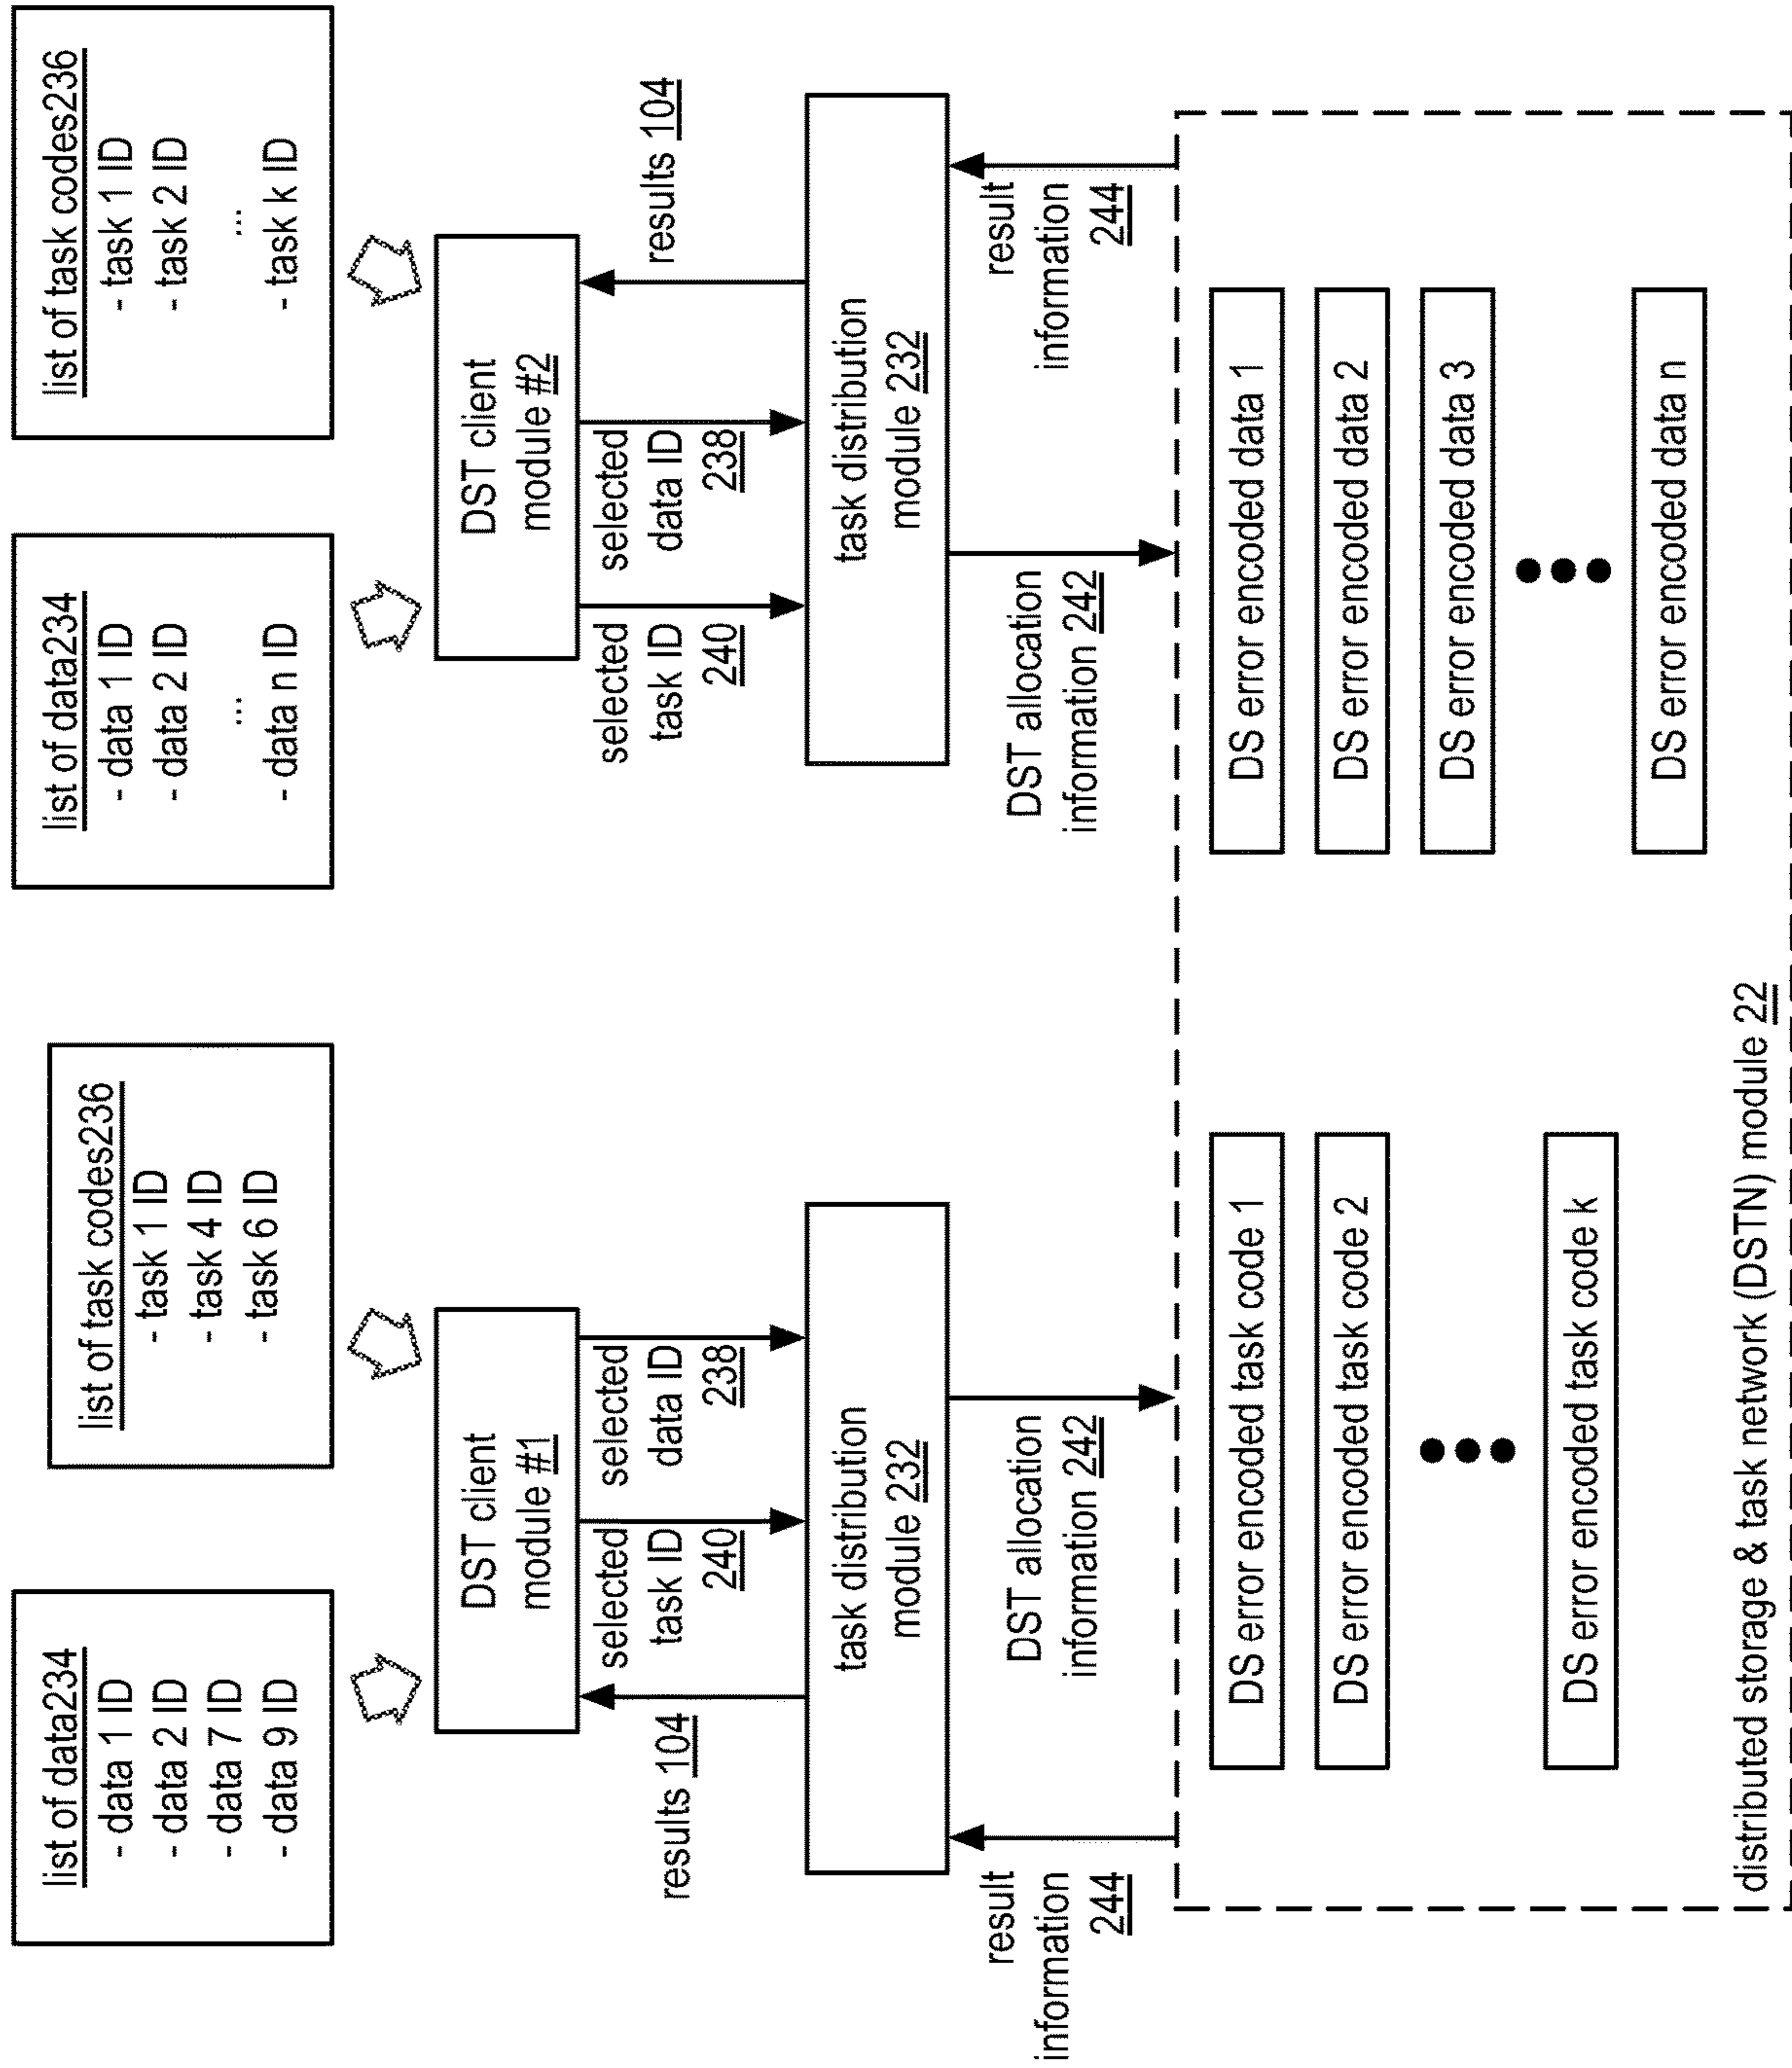 list of data234
- data 1 ID
- data 2 ID
- data 7 ID
- data 9 ID
list of task codes236
- task 1 ID
- task 4 ID
- task 6 ID
list of data234
- data 1 ID
- data 2 ID
...
- data n ID
list of task codes236
- task 1 ID
- task 2 ID
...
- task k ID
DST client
module #1
DST client
module #2
results 104
selected
task ID
240
selected
data ID
238
selected
task ID
240
selected
data ID
238
results 104
task distribution
module 232
task distribution
module 232
result
information
244
DST allocation
information 242
DST allocation
information 242
result
information
244
DS error encoded task code 1
DS error encoded task code 2
DS error encoded task code k
DS error encoded data 1
DS error encoded data 2
DS error encoded data 3
DS error encoded data n
distributed storage & task network (DSTN) module 22